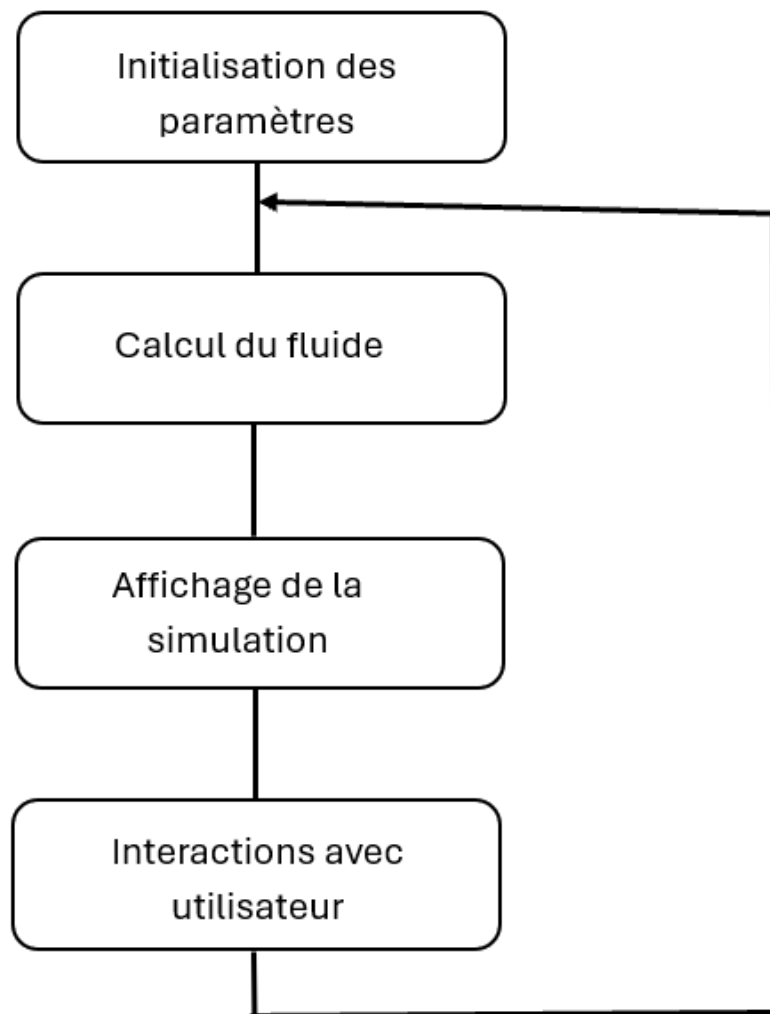 Initialisation des
paramètres
Calcul du fluide
Affichage de la
simulation
Interactions avec
utilisateur